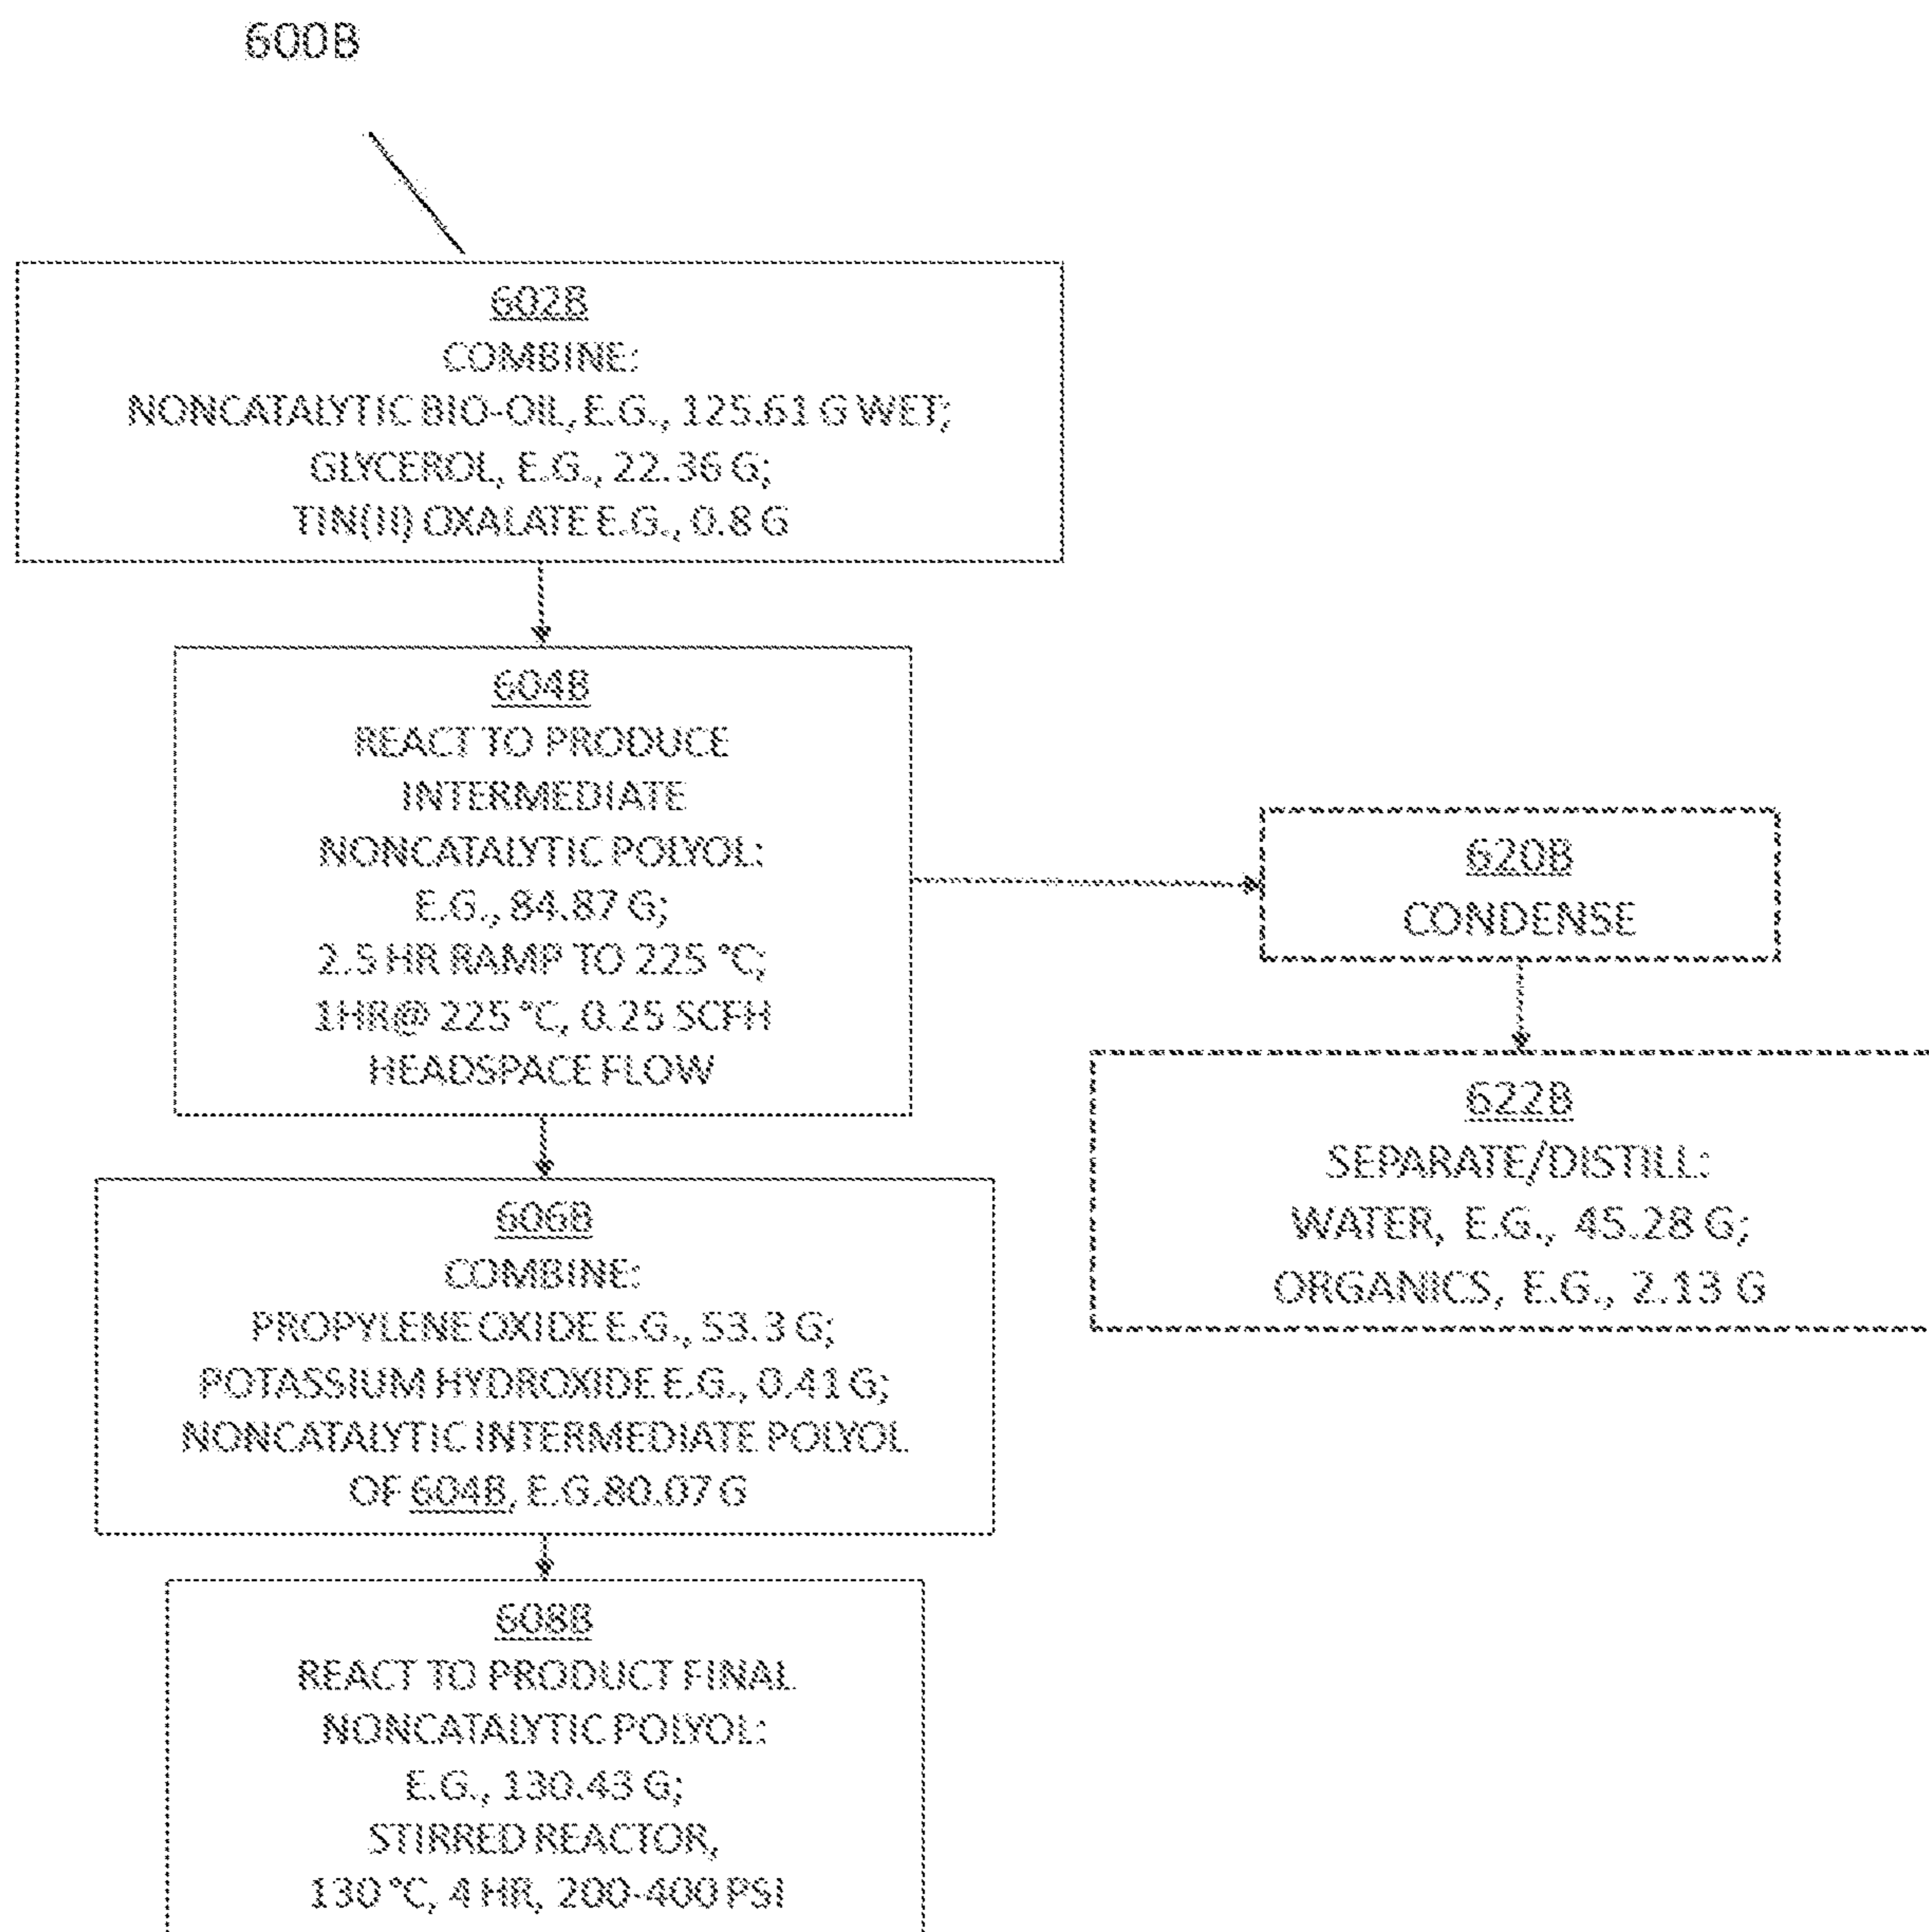 600B
602B
COMBINE:
NONCATALYTIC BIO-OIL, E.G., 125.61 G WET;
GLYCEROL, E.G., 22.36 G;
TIN(II) OXALATE E.G., 0.8 G
604B
REACT TO PRODUCE
INTERMEDIATE
NONCATALYTIC POLYOL:
E.G., 84.87 G;
2.5 HR RAMP TO 225 °C;
1HR@ 225 °C, 0.25 SCFH
HEADSPACE FLOW
620B
CONDENSE
622B
SEPARATE/DISTILL:
WATER, E.G., 45.28 G;
ORGANICS, E.G., 2.13 G
606B
COMBINE:
PROPYLENE OXIDE E.G., 53.3 G;
POTASSIUM HYDROXIDE E.G., 0.41 G;
NONCATALYTIC INTERMEDIATE POLYOL
OF 604B, E.G.80.07 G
608B
REACT TO PRODUCT FINAL
NONCATALYTIC POLYOL:
E.G., 130.43 G;
STIRRED REACTOR,
130 °C, 4 HR, 200-400 PSI